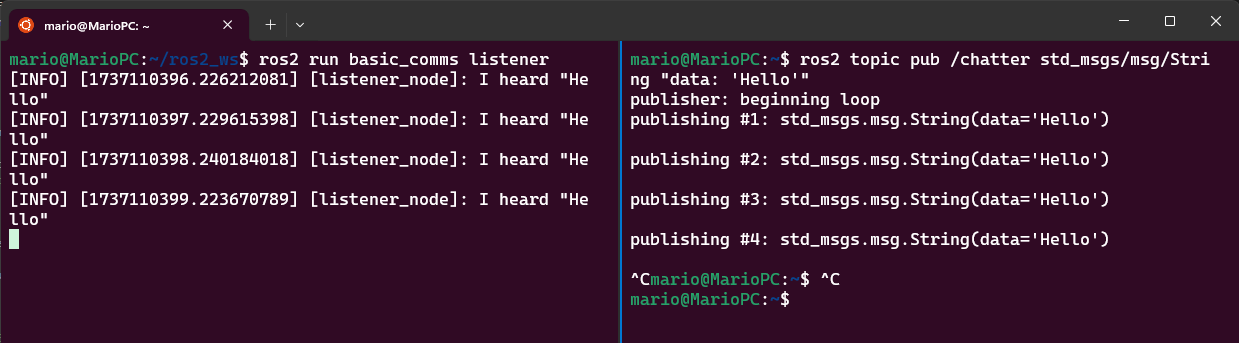 mario@MarioPC: ~
mario@MarioPC:~/ros2_ws$ ros2 run basic_comms listener
[INFO] [1737110396.226212081] [listener_node]: I heard "He
llo"
[INFO] [1737110397.229615398] [listener_node]: I heard "He
llo"
[INFO] [1737110398.240184018] [listener_node]: I heard "He
llo"
[INFO] [1737110399.223670789] [listener_node]: I heard "He
llo"
mario@MarioPC:~$ ros2 topic pub /chatter std_msgs/msg/Stri
ng "data: 'Hello'"
publisher: beginning loop
publishing #1: std_msgs.msg.String(data='Hello')
publishing #2: std_msgs.msg.String(data='Hello')
publishing #3: std_msgs.msg.String(data='Hello')
publishing #4: std_msgs.msg.String(data='Hello')
^Cmario@MarioPC:~$ ^C
mario@MarioPC:~$